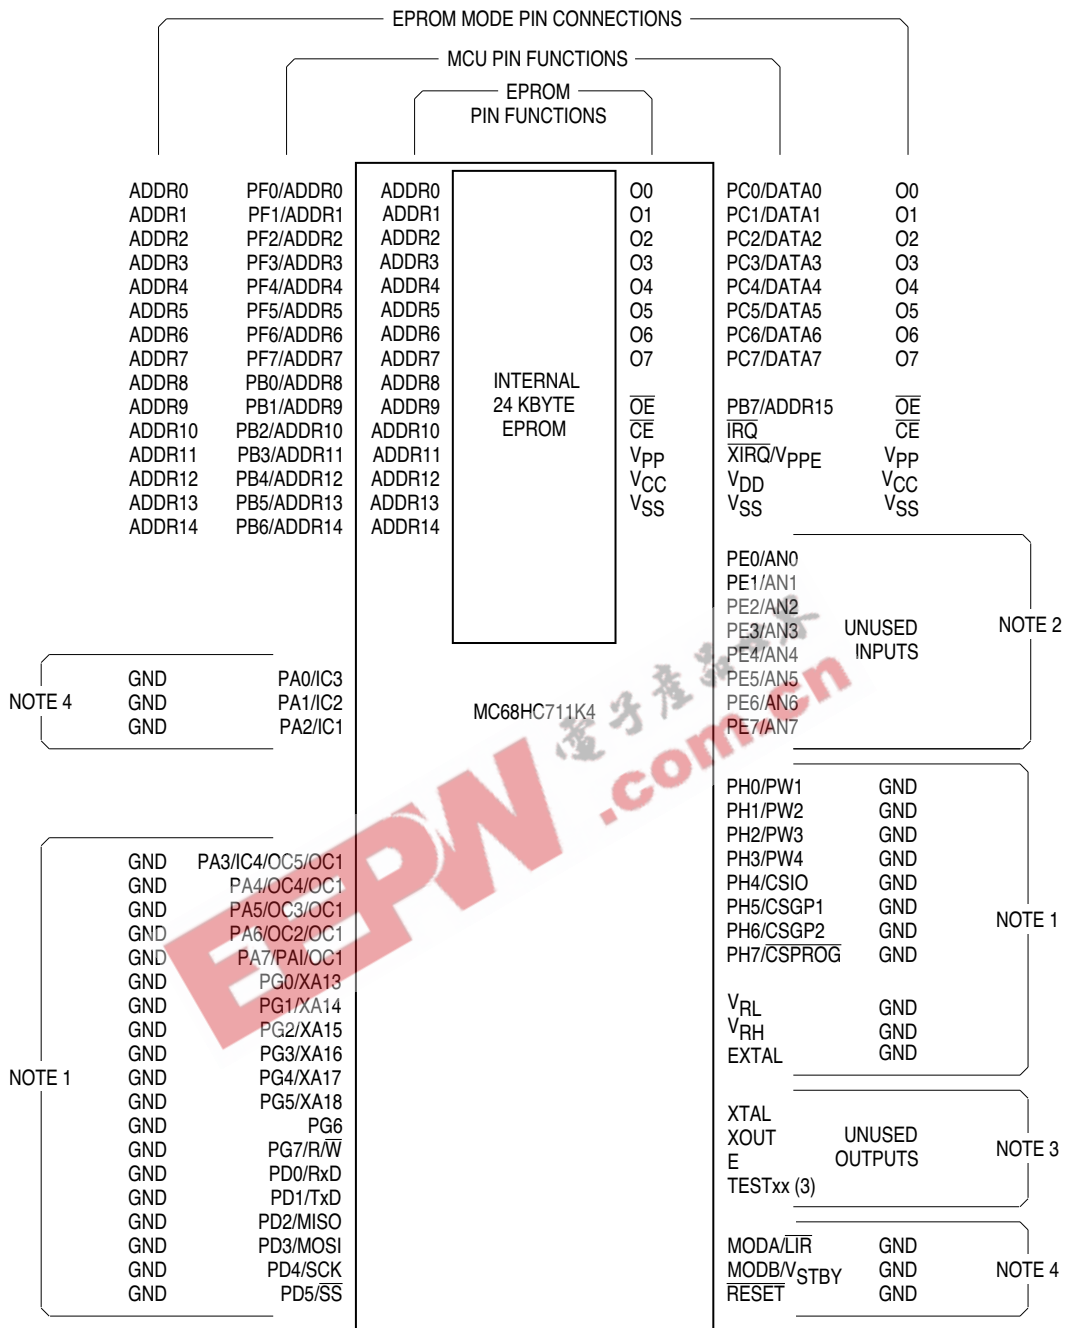 EPROM MODE PIN CONNECTIONS
MCU PIN FUNCTIONS
EPROM
PIN FUNCTIONS
ADDR0 PF0/ADDR0 ADDR0 O0 PC0/DATA0 O0
ADDR1 PF1/ADDR1 ADDR1 O1 PC1/DATA1 O1
ADDR2 PF2/ADDR2 ADDR2 O2 PC2/DATA2 O2
ADDR3 PF3/ADDR3 ADDR3 O3 PC3/DATA3 O3
ADDR4 PF4/ADDR4 ADDR4 O4 PC4/DATA4 O4
ADDR5 PF5/ADDR5 ADDR5 O5 PC5/DATA5 O5
ADDR6 PF6/ADDR6 ADDR6 O6 PC6/DATA6 O6
ADDR7 PF7/ADDR7 ADDR7 O7 PC7/DATA7 O7
ADDR8 PB0/ADDR8 ADDR8
ADDR9 PB1/ADDR9 ADDR9 O̅E̅ PB7/ADDR15 O̅E̅
ADDR10 PB2/ADDR10 ADDR10 C̅E̅ I̅R̅Q̅ C̅E̅
ADDR11 PB3/ADDR11 ADDR11 VPP X̅I̅R̅Q̅/VPPE VPP
ADDR12 PB4/ADDR12 ADDR12 VCC VDD VCC
ADDR13 PB5/ADDR13 ADDR13 VSS VSS VSS
ADDR14 PB6/ADDR14 ADDR14
INTERNAL
24 KBYTE
EPROM
PE0/AN0
PE1/AN1
PE2/AN2
PE3/AN3
PE4/AN4
PE5/AN5
PE6/AN6
PE7/AN7
UNUSED
INPUTS
NOTE 2
NOTE 4
GND PA0/IC3
GND PA1/IC2
GND PA2/IC1
MC68HC711K4
電子產品世界
EEPW
.com.cn
PH0/PW1 GND
PH1/PW2 GND
PH2/PW3 GND
PH3/PW4 GND
PH4/CSIO GND
PH5/CSGP1 GND
PH6/CSGP2 GND
PH7/C̅S̅P̅R̅O̅G̅ GND
VRL GND
VRH GND
EXTAL GND
NOTE 1
GND PA3/IC4/OC5/OC1
GND PA4/OC4/OC1
GND PA5/OC3/OC1
GND PA6/OC2/OC1
GND PA7/PAI/OC1
GND PG0/XA13
GND PG1/XA14
GND PG2/XA15
GND PG3/XA16
GND PG4/XA17
GND PG5/XA18
GND PG6
GND PG7/R/W̅
GND PD0/RxD
GND PD1/TxD
GND PD2/MISO
GND PD3/MOSI
GND PD4/SCK
GND PD5/S̅S̅
NOTE 1
XTAL
XOUT
E
TESTxx (3)
UNUSED
OUTPUTS
NOTE 3
MODA/L̅I̅R̅ GND
MODB/VSTBY GND
R̅E̅S̅E̅T̅ GND
NOTE 4